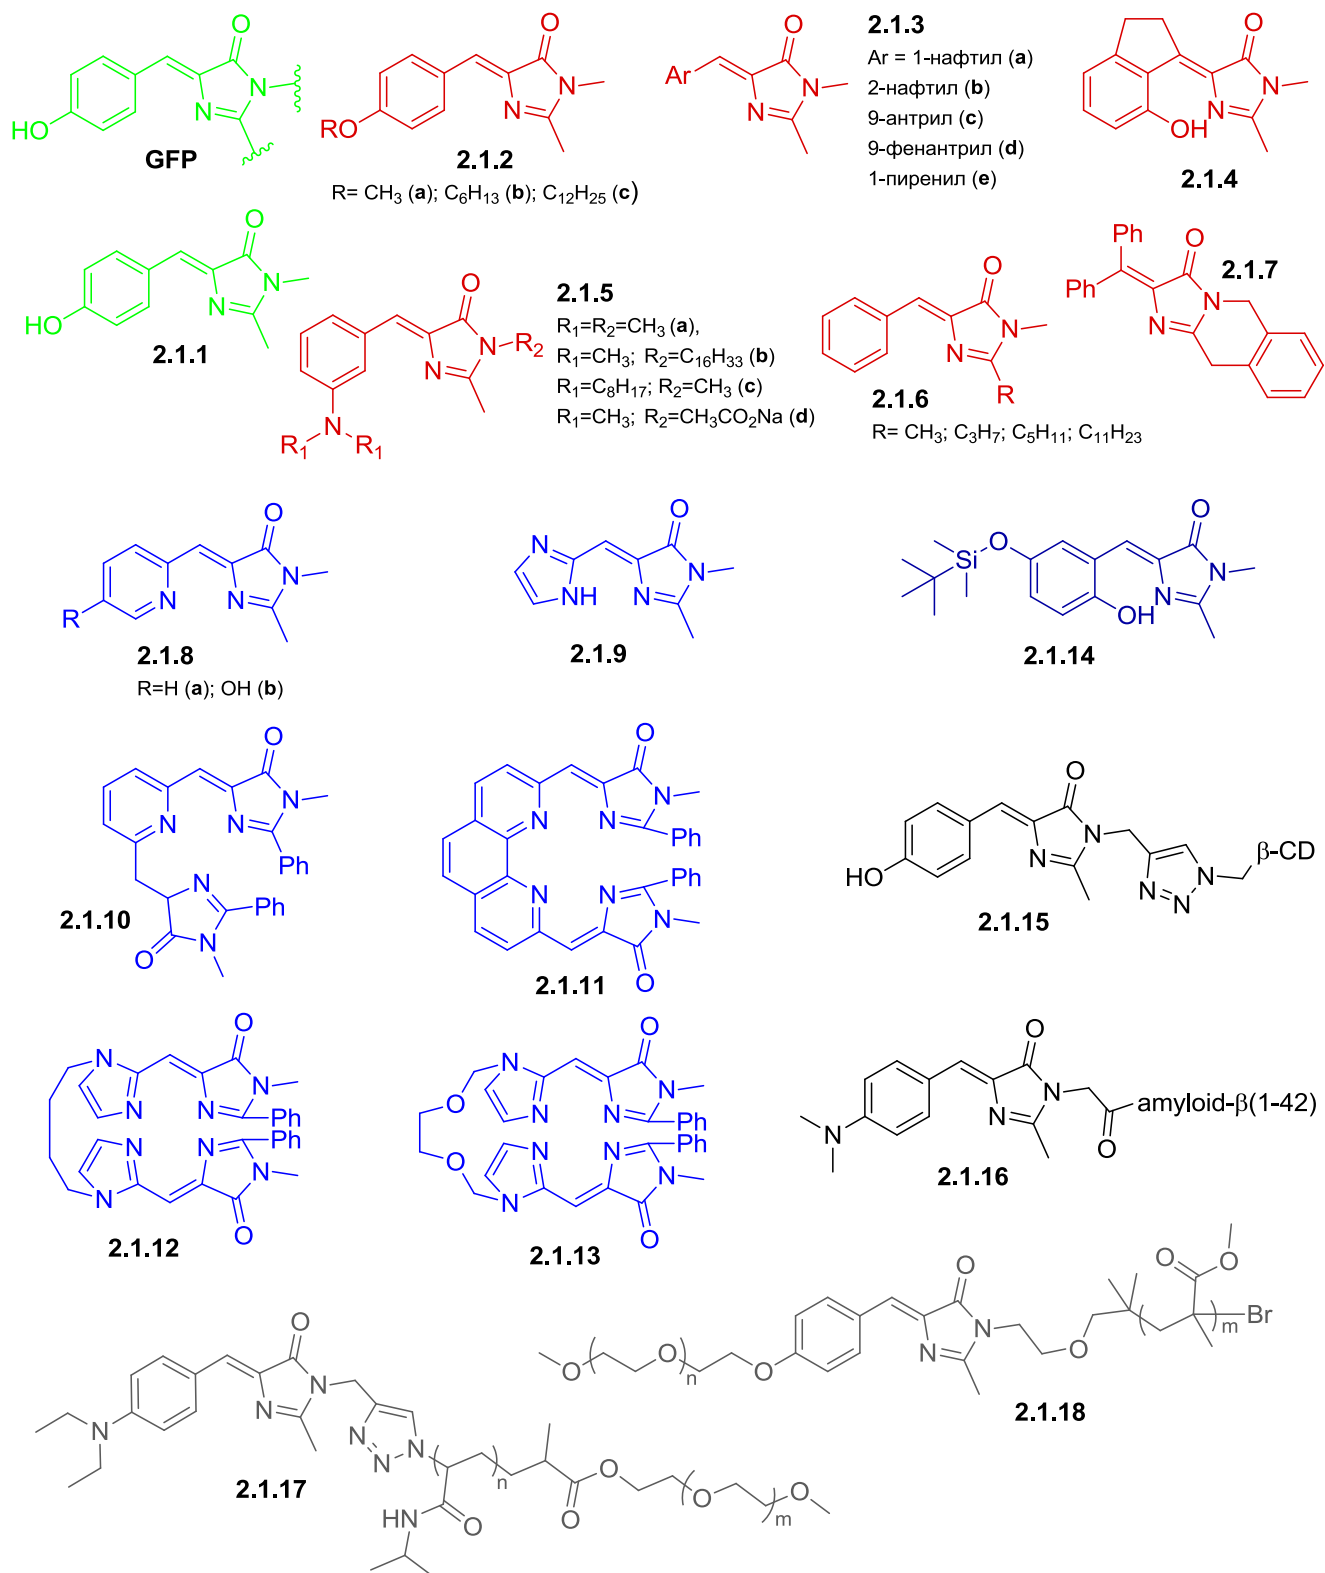 GFP
2.1.2
R= CH3 (a); C6H13 (b); C12H25 (c)
2.1.3
Ar = 1-нафтил (a)
2-нафтил (b)
9-антрил (c)
9-фенантрил (d)
1-пиренил (e)
2.1.4
2.1.1
2.1.5
R1=R2=CH3 (a),
R1=CH3; R2=C16H33 (b)
R1=C8H17; R2=CH3 (c)
R1=CH3; R2=CH3CO2Na (d)
2.1.6
R= CH3; C3H7; C5H11; C11H23
2.1.7
2.1.8
R=H (a); OH (b)
2.1.9
2.1.14
2.1.10
2.1.11
β-CD
2.1.15
2.1.12
2.1.13
amyloid-β(1-42)
2.1.16
2.1.17
2.1.18